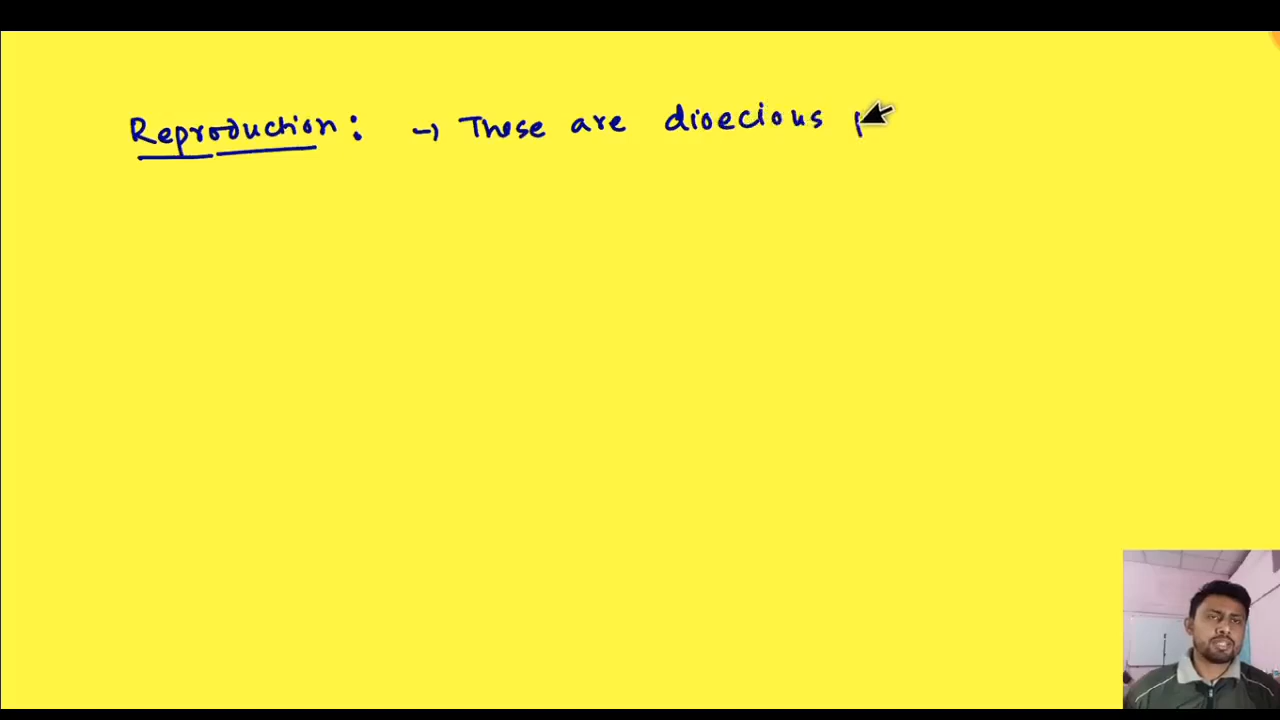 Reproduction : → These are dioecious p